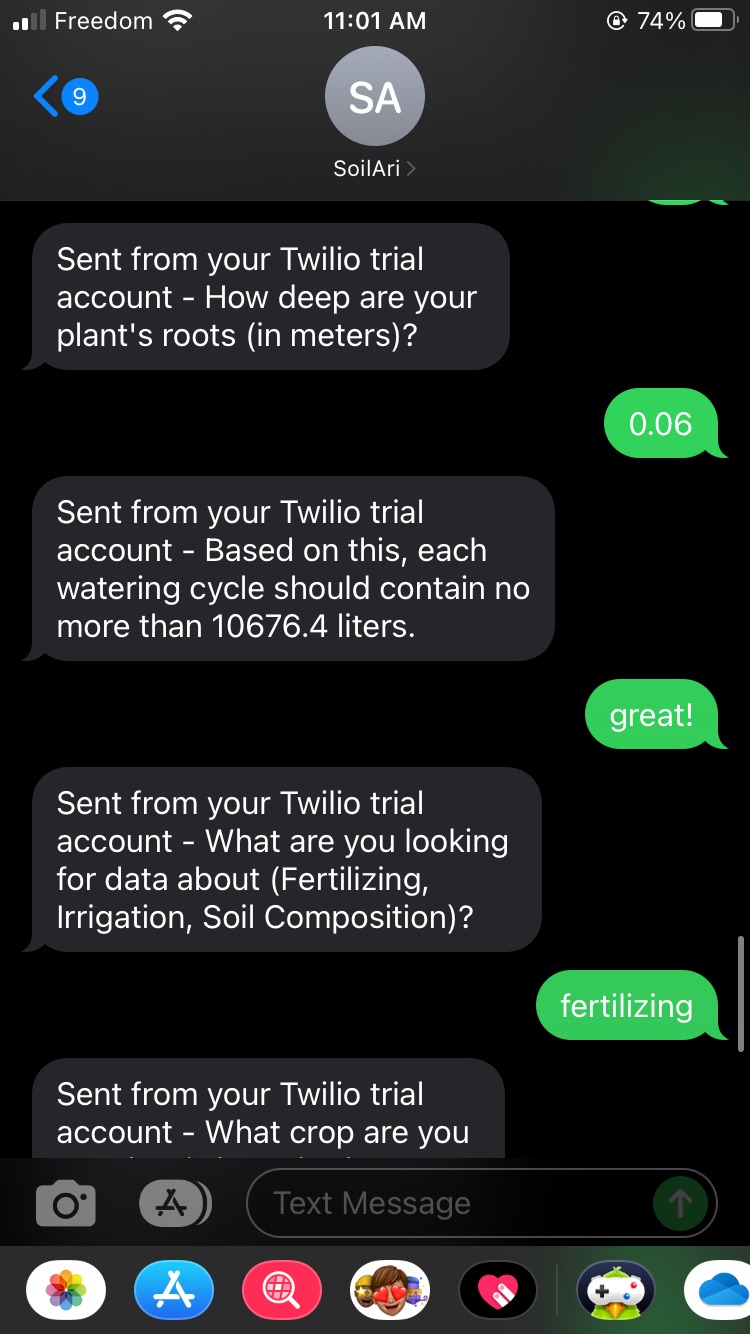 Freedom 11:01 AM 74%
9
SA
SoilAri
Sent from your Twilio trial
account - How deep are your
plant's roots (in meters)?
0.06
Sent from your Twilio trial
account - Based on this, each
watering cycle should contain no
more than 10676.4 liters.
great!
Sent from your Twilio trial
account - What are you looking
for data about (Fertilizing,
Irrigation, Soil Composition)?
fertilizing
Sent from your Twilio trial
account - What crop are you
Text Message